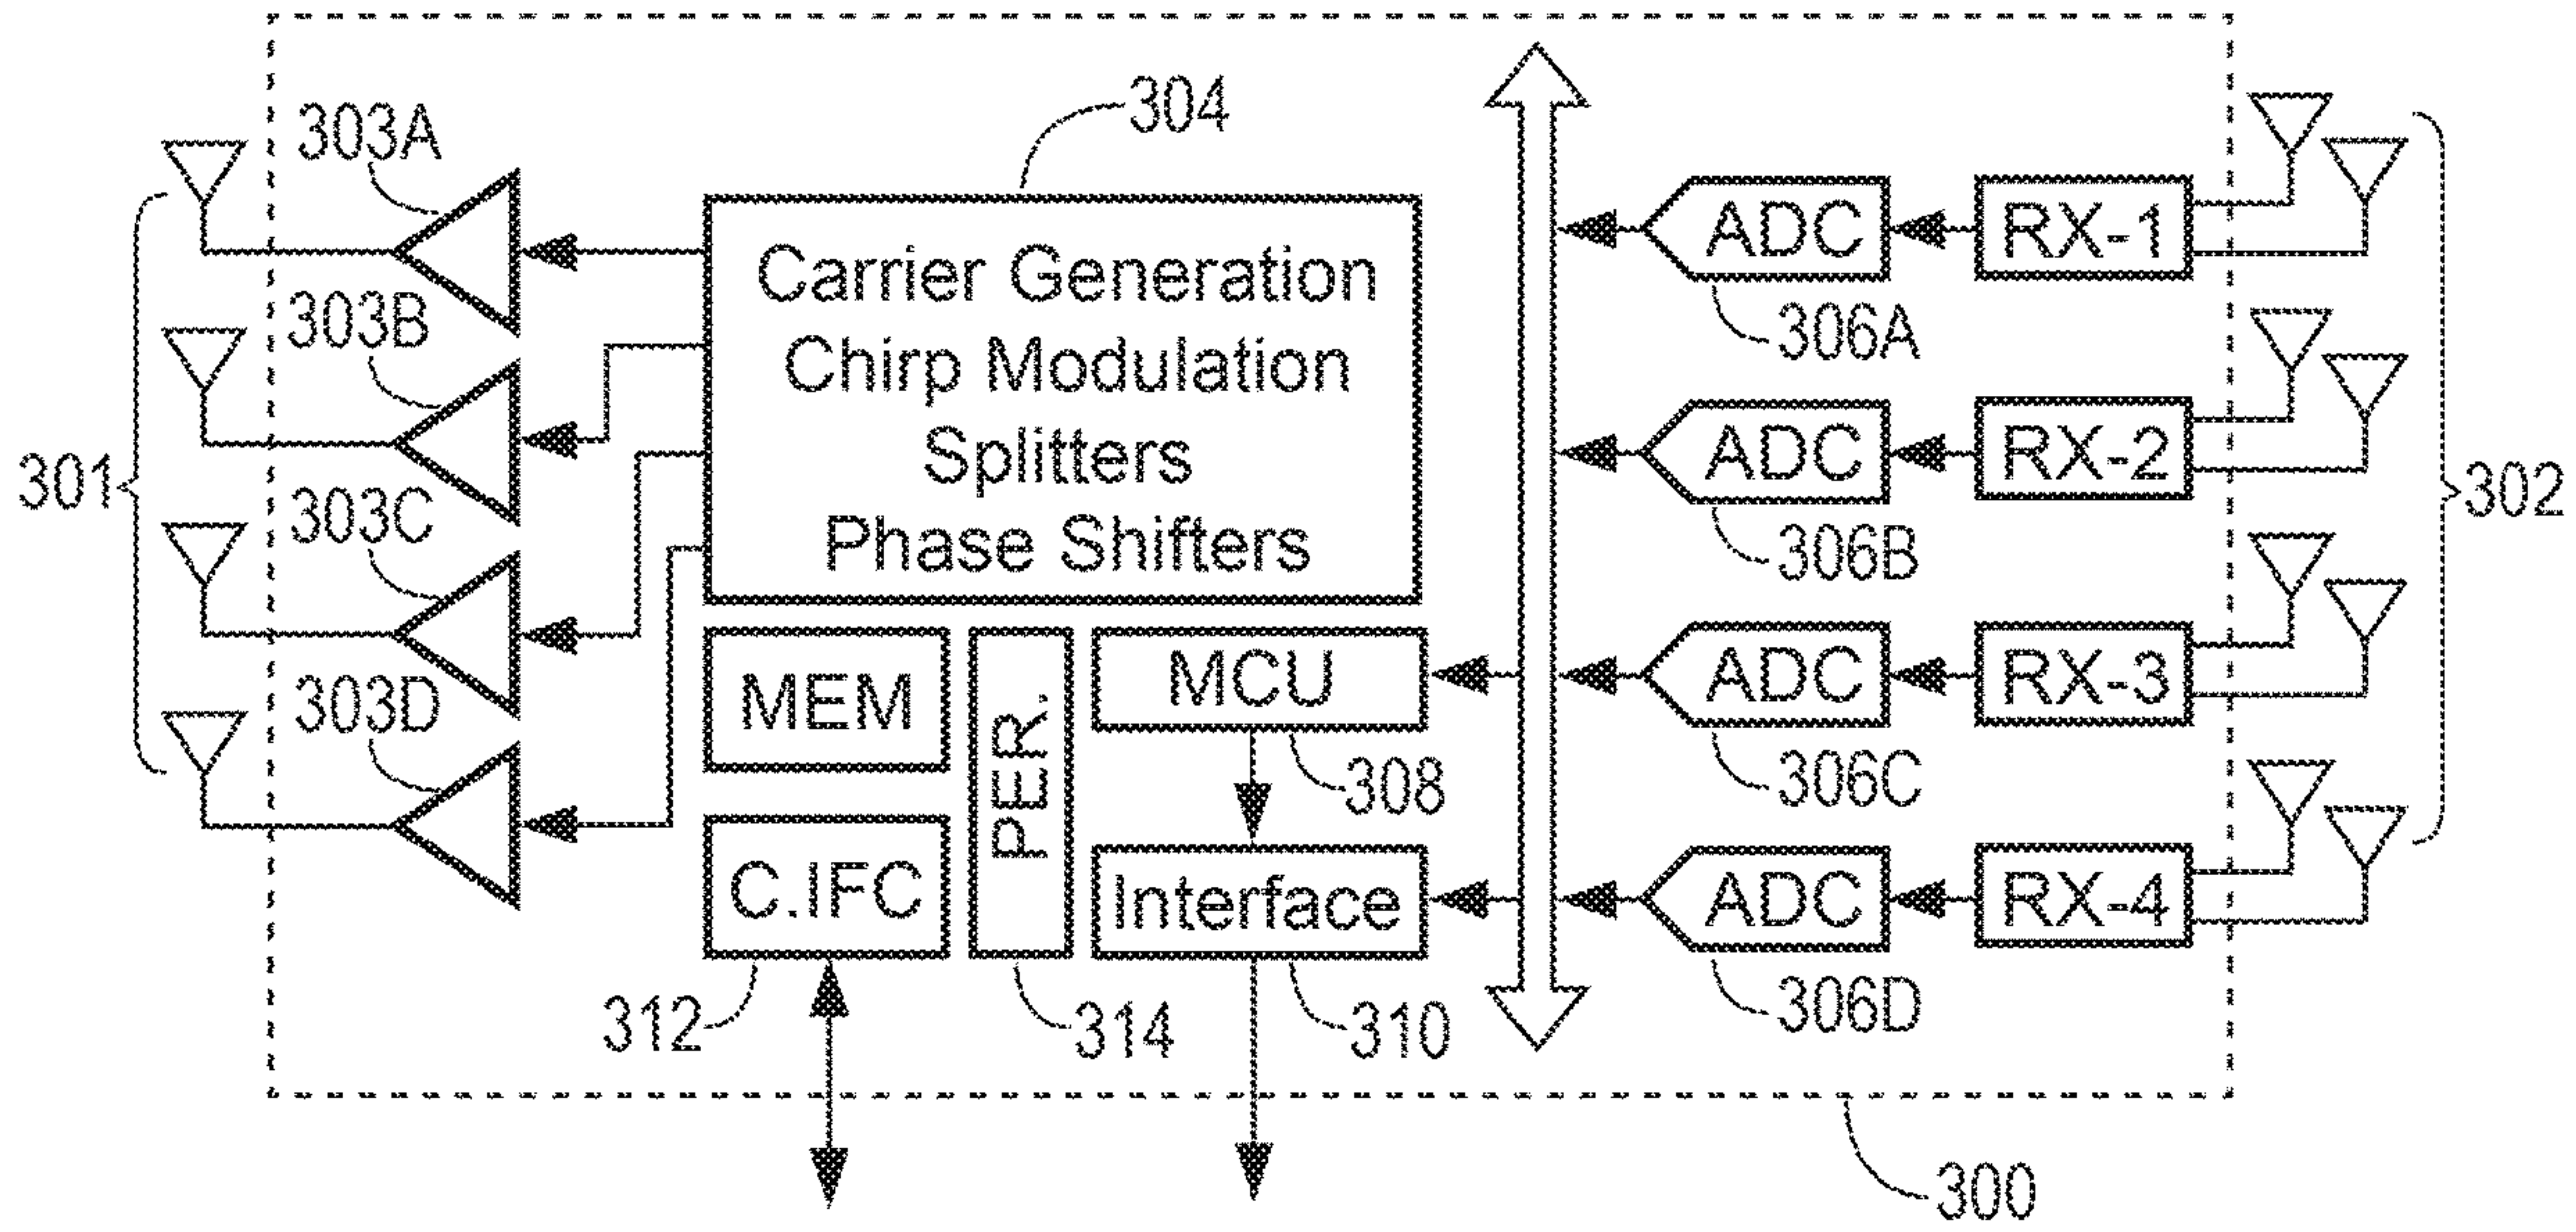 304
303A
Carrier Generation
Chirp Modulation
Splitters
Phase Shifters
303B
303C
303D
301
ADC
RX-1
306A
ADC
RX-2
306B
302
MEM
PER.
MCU
308
ADC
RX-3
306C
C.IFC
Interface
ADC
RX-4
306D
312
314
310
300